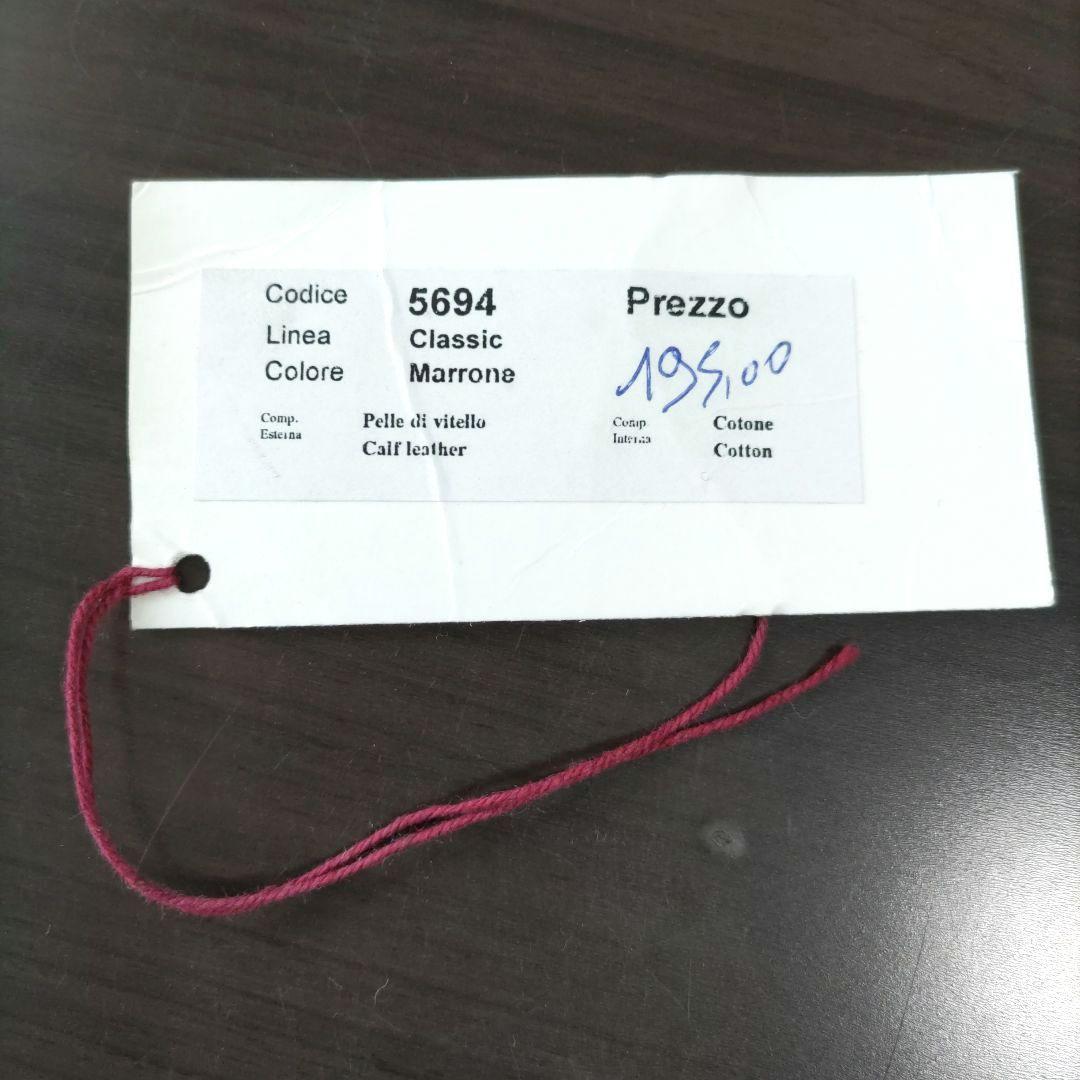 Codice 5694 Prezzo
Linea Classic
Colore Marrone 195,00
Comp. Esterna Pelle di vitello Comp Interna Cotone
Calf leather Cotton